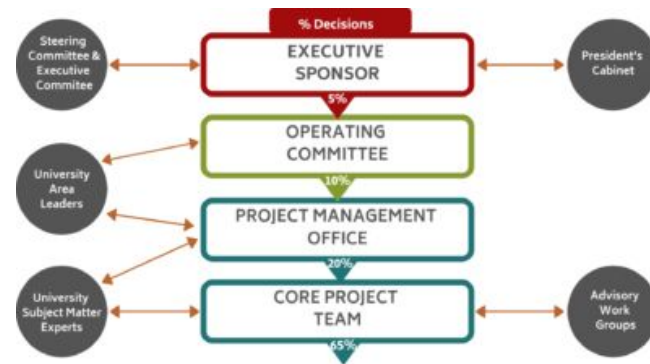 % Decisions
Steering
Committee &
Executive
Commitee
EXECUTIVE
SPONSOR
President's
Cabinet
5%
OPERATING
COMMITTEE
10%
University
Area
Leaders
PROJECT MANAGEMENT
OFFICE
20%
University
Subject Matter
Experts
CORE PROJECT
TEAM
Advisory
Work
Groups
65%